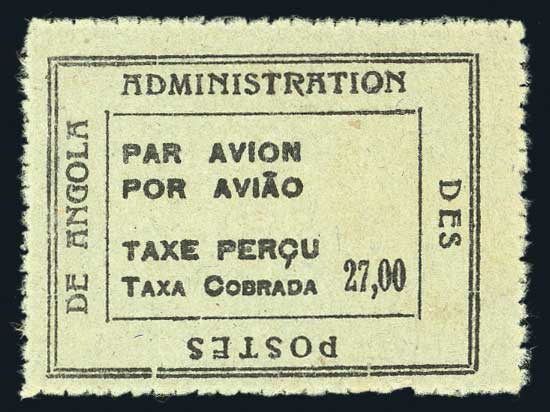 ADMINISTRATION
DES
POSTES
DE ANGOLA
PAR AVION
POR AVIÃO
TAXE PERÇU
TAXA COBRADA 27,00